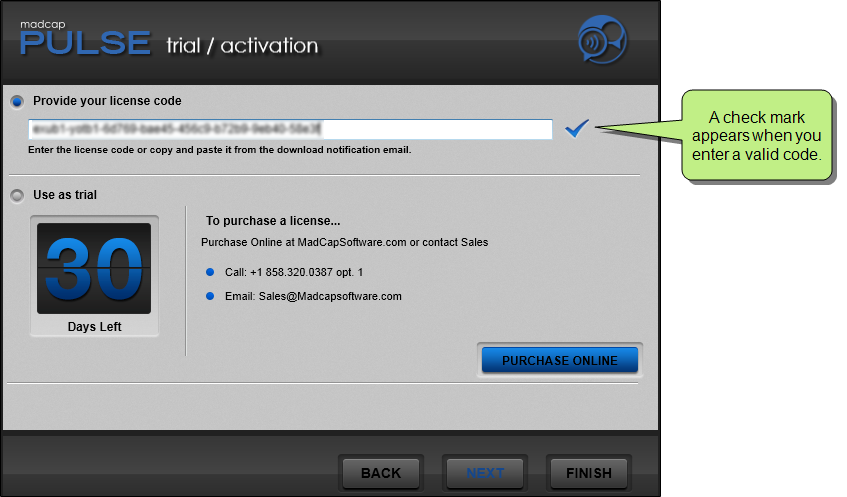 madcap
PULSE trial / activation
Provide your license code
Enter the license code or copy and paste it from the download notification email.
A check mark
appears when you
enter a valid code.
Use as trial
30
Days Left
To purchase a license...
Purchase Online at MadCapSoftware.com or contact Sales
Call: +1 858.320.0387 opt. 1
Email: Sales@Madcapsoftware.com
PURCHASE ONLINE
BACK
NEXT
FINISH